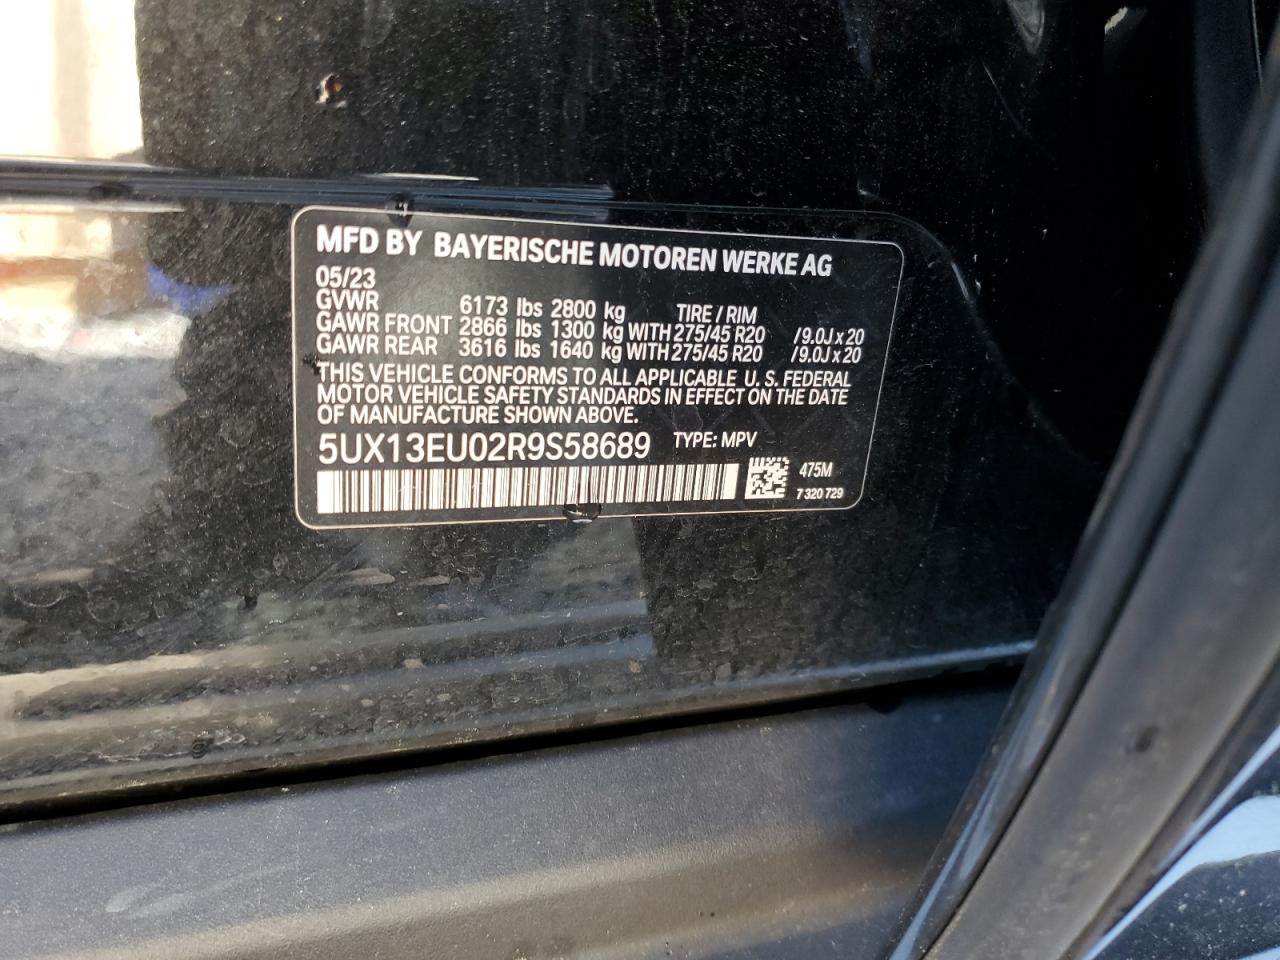 MFD BY BAYERISCHE MOTOREN WERKE AG
05/23
GVWR 6173 lbs 2800 kg TIRE / RIM
GAWR FRONT 2866 lbs 1300 kg WITH 275/45 R20 /9.0J x 20
GAWR REAR 3616 lbs 1640 kg WITH 275/45 R20 /9.0J x 20
THIS VEHICLE CONFORMS TO ALL APPLICABLE U.S. FEDERAL
MOTOR VEHICLE SAFETY STANDARDS IN EFFECT ON THE DATE
OF MANUFACTURE SHOWN ABOVE.
5UX13EU02R9S58689 TYPE: MPV
475M
7 320 729